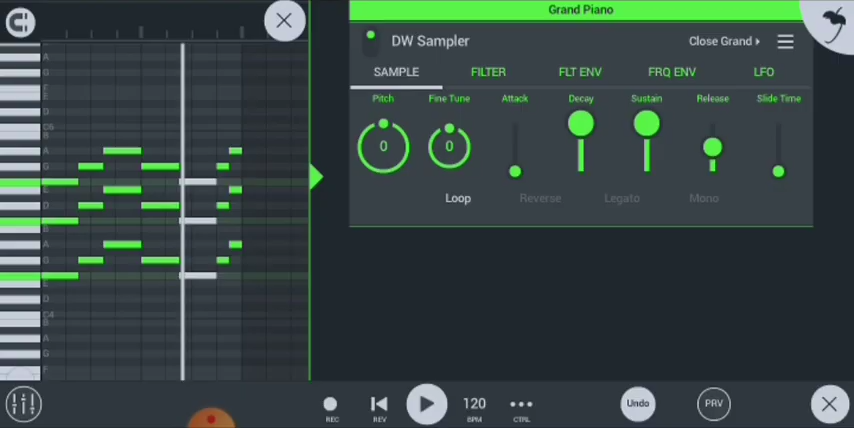 Grand Piano
DW Sampler
Close Grand
SAMPLE FILTER FLT ENV FRQ ENV LFO
Pitch Fine Tune Attack Decay Sustain Release Slide Time
0 0
Loop Reverse Legato Mono
A
G
F
E
D
C5
B
A
G
E
D
B
A
G
E
D
C4
B
A
G
F
120
Undo
PRV
REC REV BPM CTRL